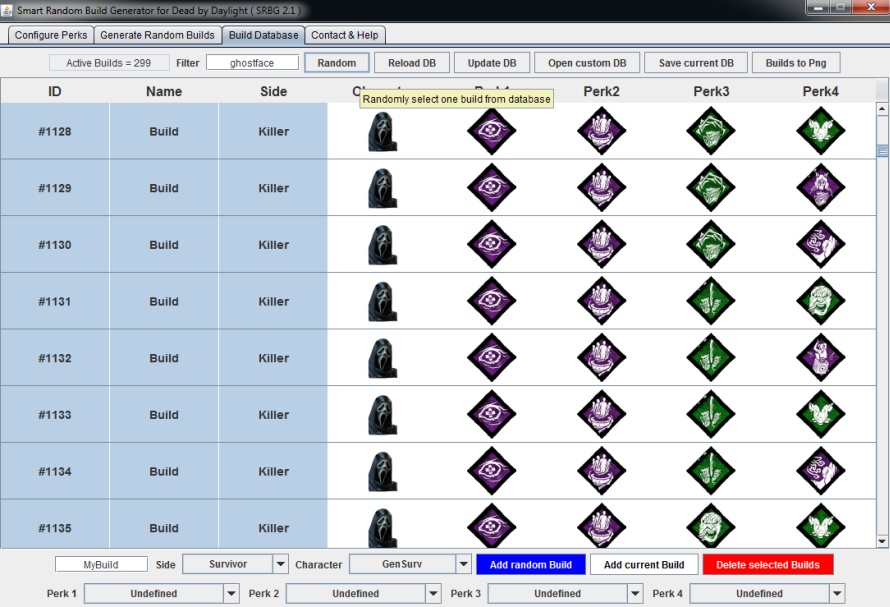 Smart Random Build Generator for Dead by Daylight ( SRBG 2.1 )
Configure Perks Generate Random Builds Build Database Contact & Help
Active Builds = 299 Filter ghostface Random Reload DB Update DB Open custom DB Save current DB Builds to Png
ID Name Side Perk2 Perk3 Perk4
Randomly select one build from database
#1128 Build Killer
#1129 Build Killer
#1130 Build Killer
#1131 Build Killer
#1132 Build Killer
#1133 Build Killer
#1134 Build Killer
#1135 Build Killer
MyBuild Side Survivor Character GenSurv Add random Build Add current Build Delete selected Builds
Perk 1 Undefined Perk 2 Undefined Perk 3 Undefined Perk 4 Undefined